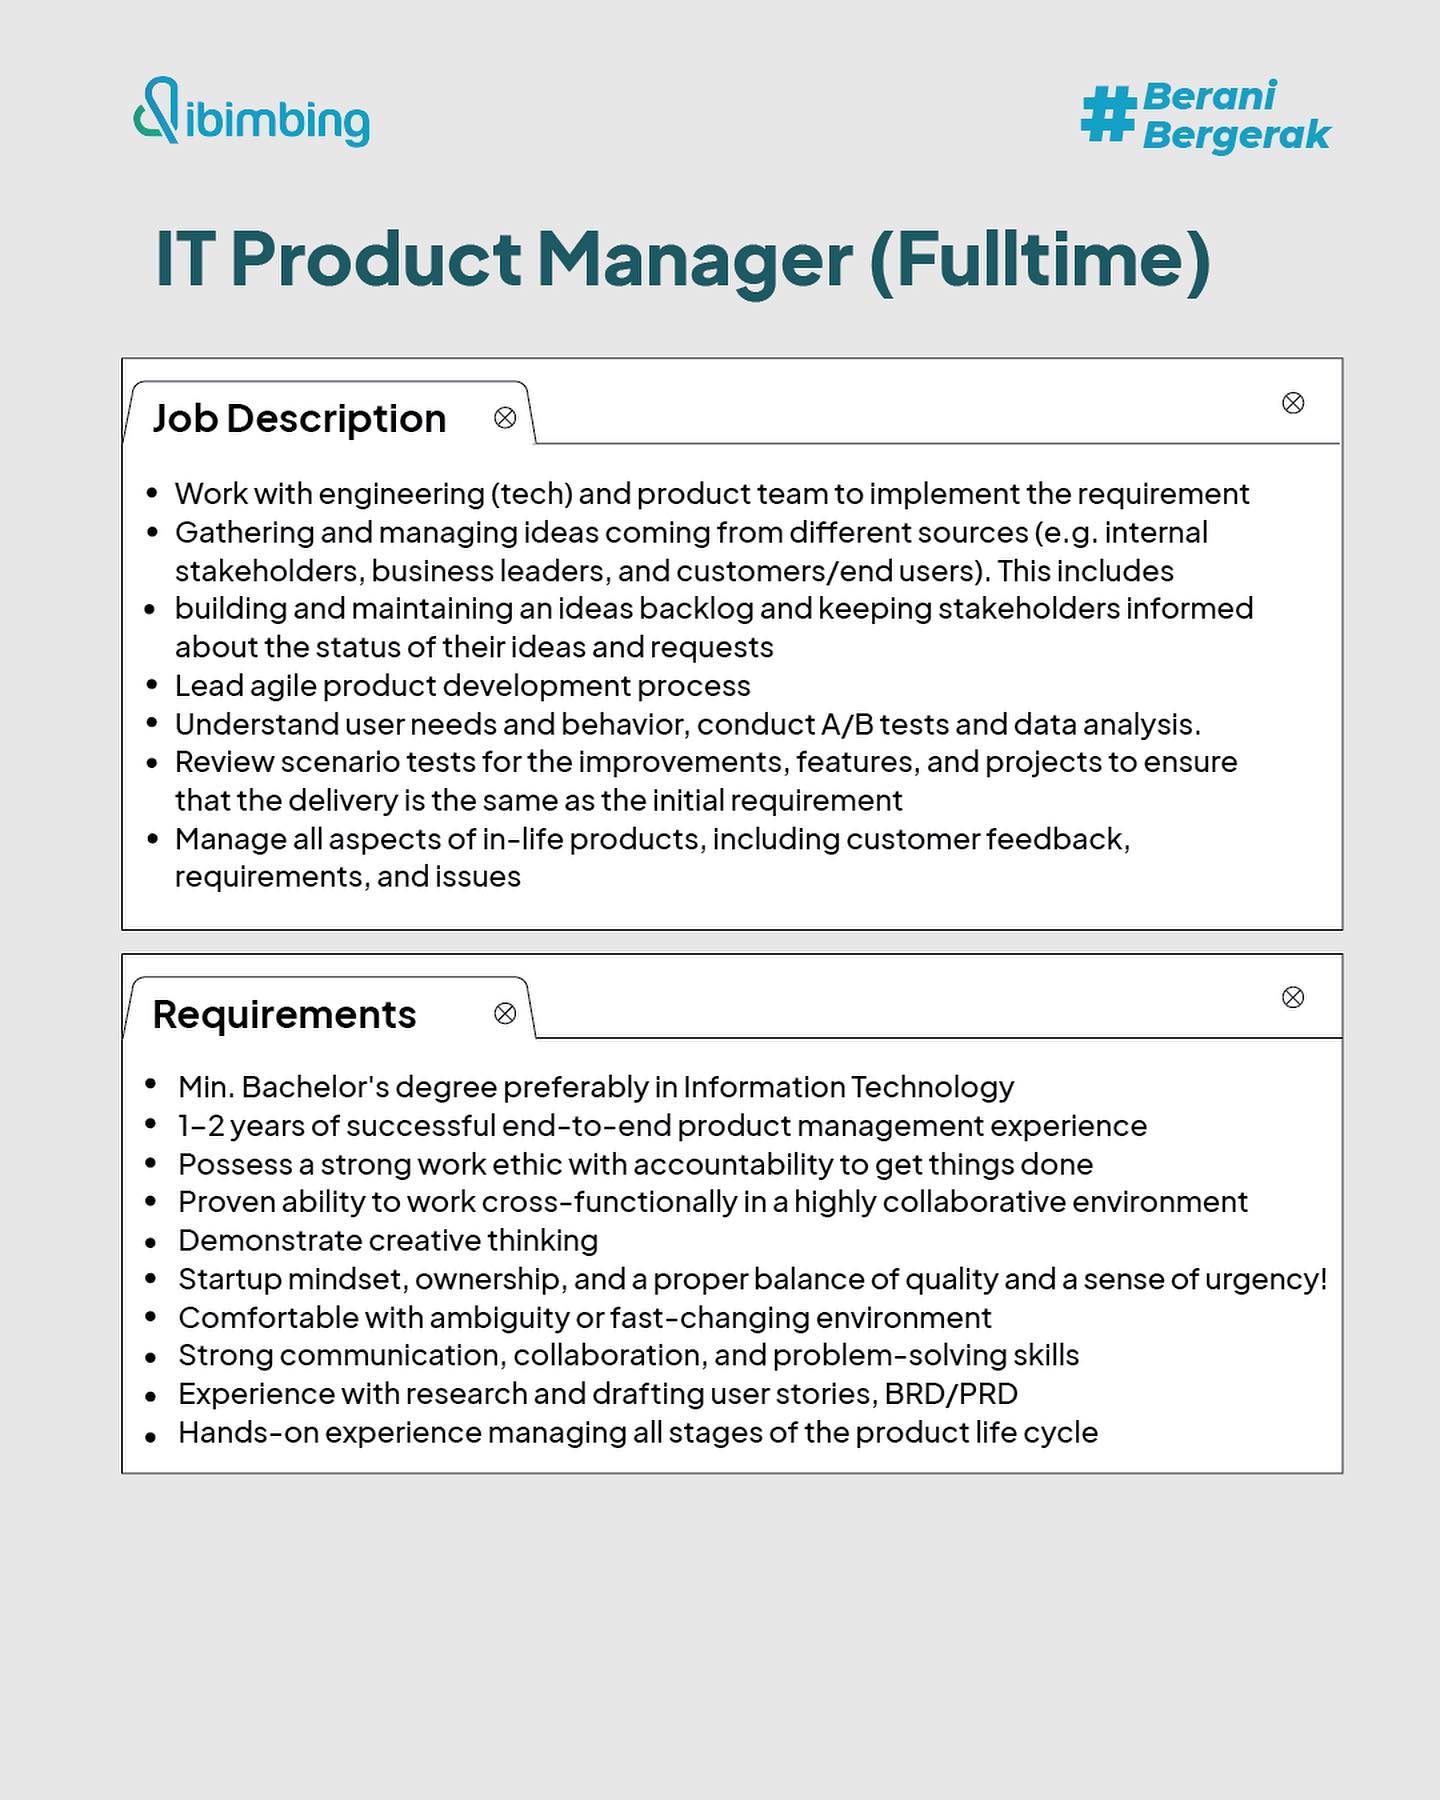 ibimbing
#Berani
Bergerak
IT Product Manager (Fulltime)
Job Description
• Work with engineering (tech) and product team to implement the requirement
• Gathering and managing ideas coming from different sources (e.g. internal
stakeholders, business leaders, and customers/end users). This includes
• building and maintaining an ideas backlog and keeping stakeholders informed
about the status of their ideas and requests
• Lead agile product development process
• Understand user needs and behavior, conduct A/B tests and data analysis.
• Review scenario tests for the improvements, features, and projects to ensure
that the delivery is the same as the initial requirement
• Manage all aspects of in-life products, including customer feedback,
requirements, and issues
Requirements
• Min. Bachelor's degree preferably in Information Technology
• 1–2 years of successful end-to-end product management experience
• Possess a strong work ethic with accountability to get things done
• Proven ability to work cross-functionally in a highly collaborative environment
• Demonstrate creative thinking
• Startup mindset, ownership, and a proper balance of quality and a sense of urgency!
• Comfortable with ambiguity or fast-changing environment
• Strong communication, collaboration, and problem-solving skills
• Experience with research and drafting user stories, BRD/PRD
• Hands-on experience managing all stages of the product life cycle